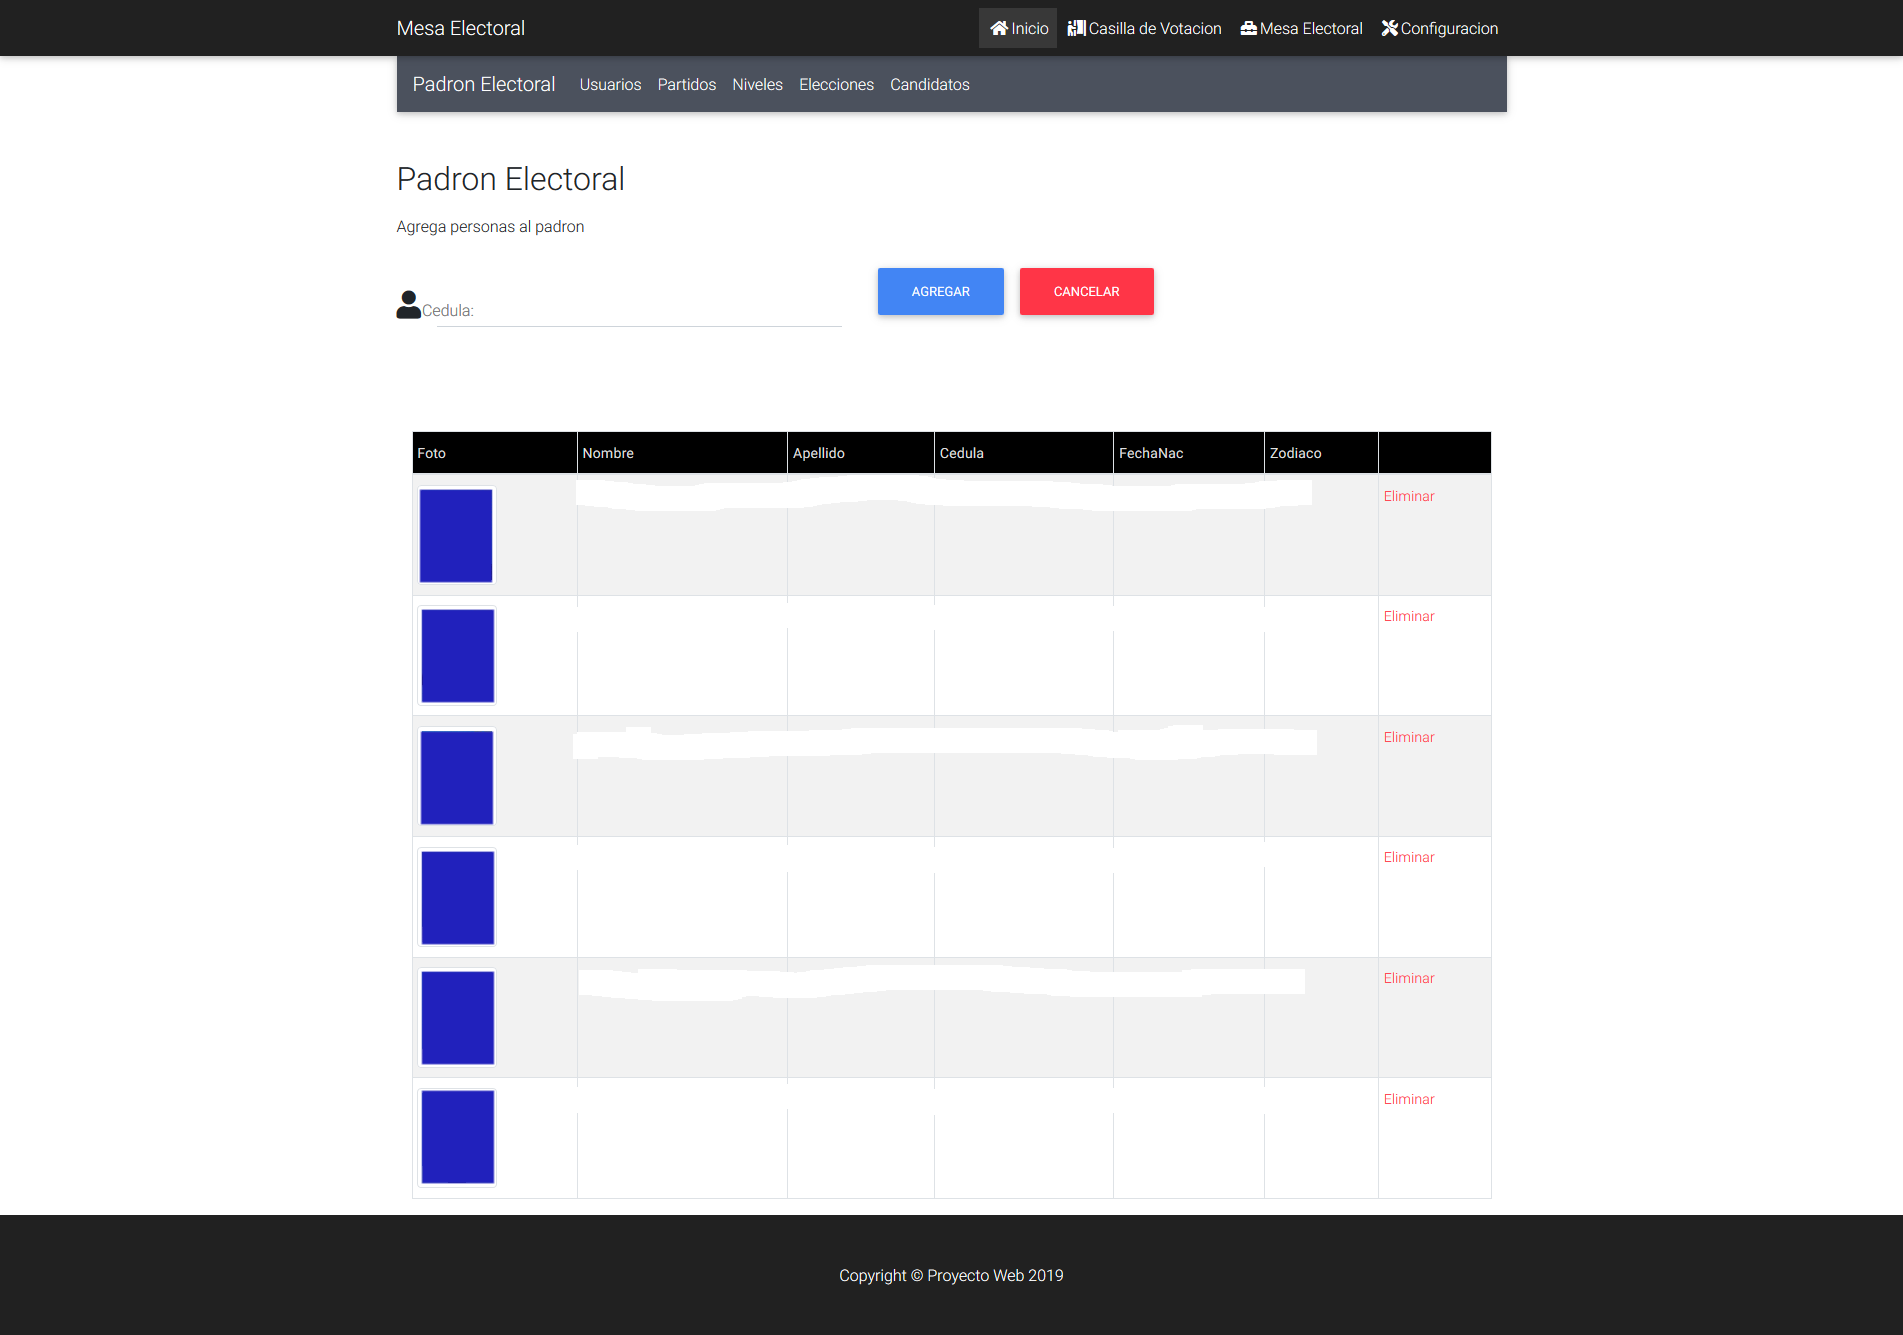 Mesa Electoral Inicio Casilla de Votacion Mesa Electoral Configuracion
Padron Electoral Usuarios Partidos Niveles Elecciones Candidatos
Padron Electoral
Agrega personas al padron
Cedula: AGREGAR CANCELAR
Foto Nombre Apellido Cedula FechaNac Zodiaco
Eliminar
Eliminar
Eliminar
Eliminar
Eliminar
Eliminar
Copyright © Proyecto Web 2019